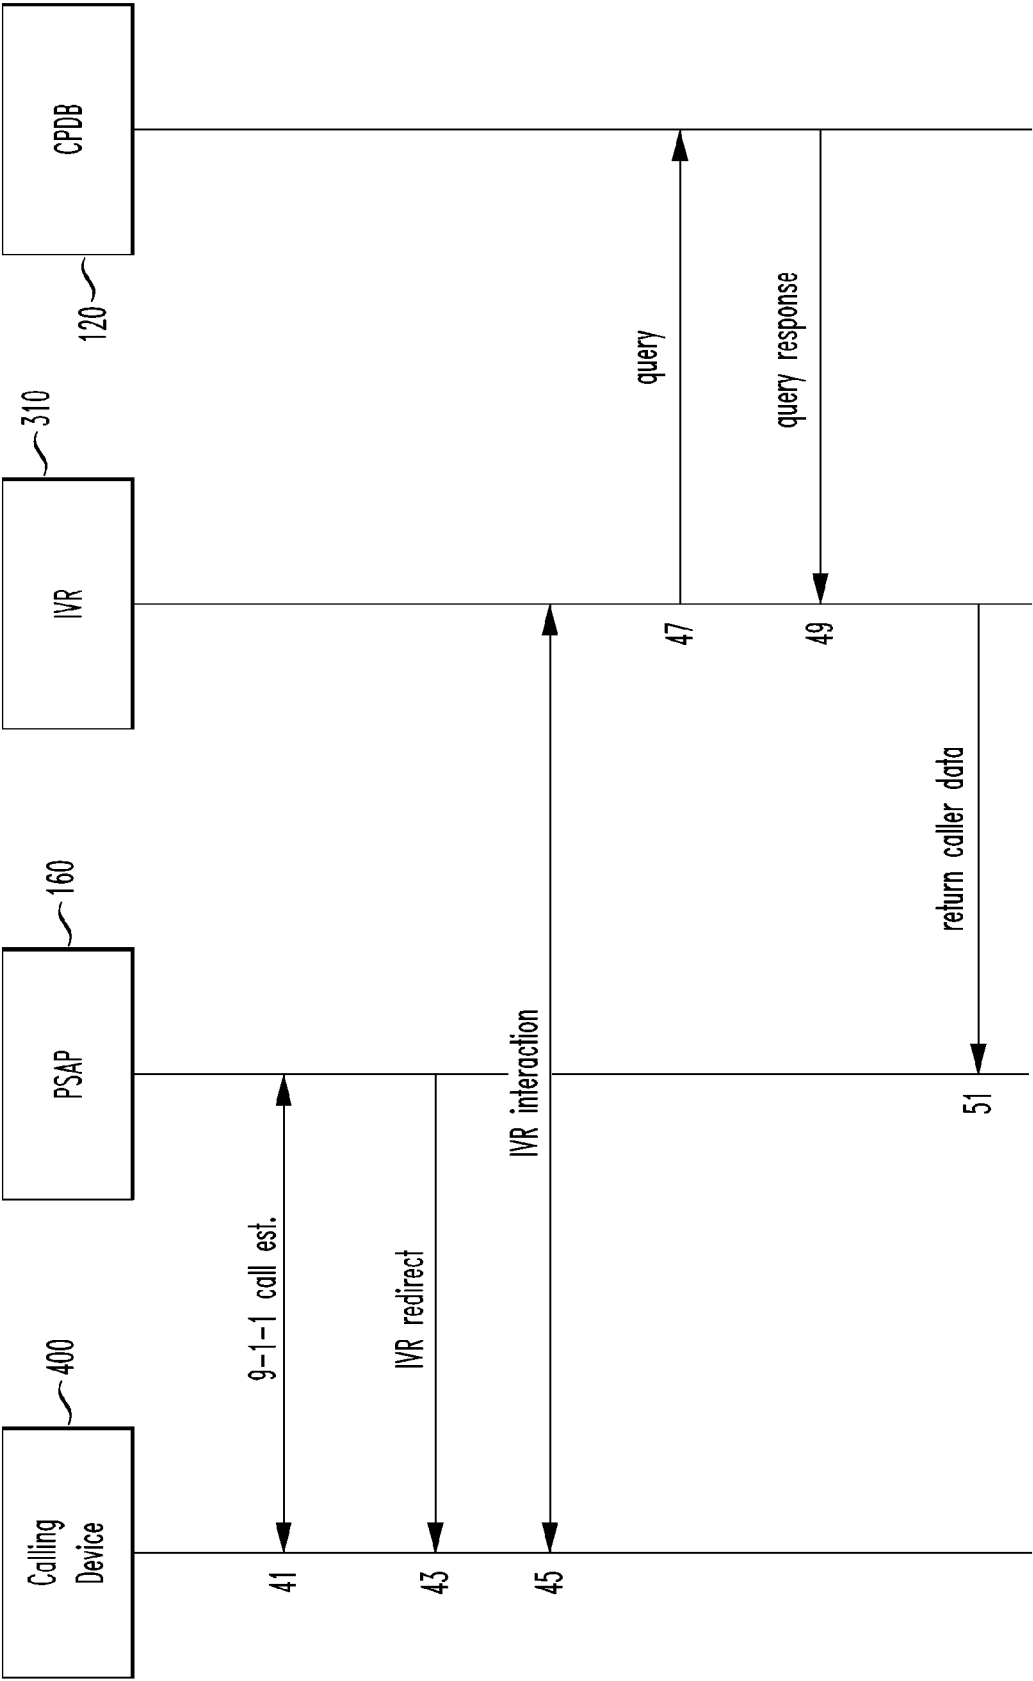 Calling
Device
400
PSAP
160
IVR
310
CPDB
120
9-1-1 call est.
41
IVR redirect
43
IVR interaction
45
query
47
query response
49
return caller data
51